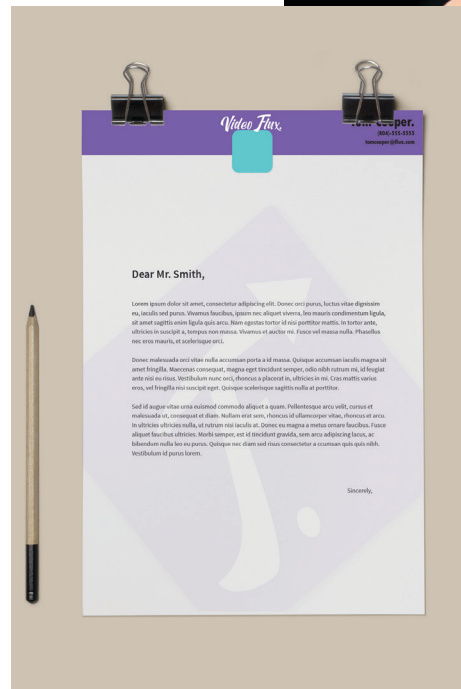 Video Flux.
per.
(804)-555-5555
tomcooper@flux.com
Dear Mr. Smith,
Lorem ipsum dolor sit amet, consectetur adipiscing elit. Donec orci purus, luctus vitae dignissim
eu, iaculis sed purus. Vivamus faucibus, ipsum nec aliquet viverra, leo mauris condimentum ligula,
sit amet sagittis enim ligula quis arcu. Nam egestas tortor id nisi porttitor mattis. In tortor ante,
ultricies in suscipit a, tempus non massa. Vivamus et auctor mi. Fusce vel massa nulla. Phasellus
nec eros mauris, et scelerisque orci.
Donec malesuada orci vitae nulla accumsan porta a id massa. Quisque accumsan iaculis magna sit
amet fringilla. Maecenas consequat, magna eget tincidunt semper, odio nibh rutrum mi, id feugiat
ante nisi eu risus. Vestibulum nunc orci, rhoncus a placerat in, ultricies in mi. Cras mattis varius
eros, vel fringilla nisi suscipit eget. Quisque scelerisque sagittis nulla at porttitor.
Sed id augue vitae urna euismod commodo aliquet a quam. Pellentesque arcu velit, cursus et
malesuada ut, consequat et diam. Nullam erat sem, rhoncus id ullamcorper vitae, rhoncus et arcu.
In ultricies ultricies nulla, ut rutrum nisi iaculis at. Donec eu magna a metus ornare faucibus. Fusce
aliquet faucibus ultricies. Morbi semper, est id tincidunt gravida, sem arcu adipiscing lacus, ac
bibendum nulla leo eu purus. Quisque nec diam sed risus consectetur a ccumsan quis quis nibh.
Vestibulum id purus lorem.
Sincerely,